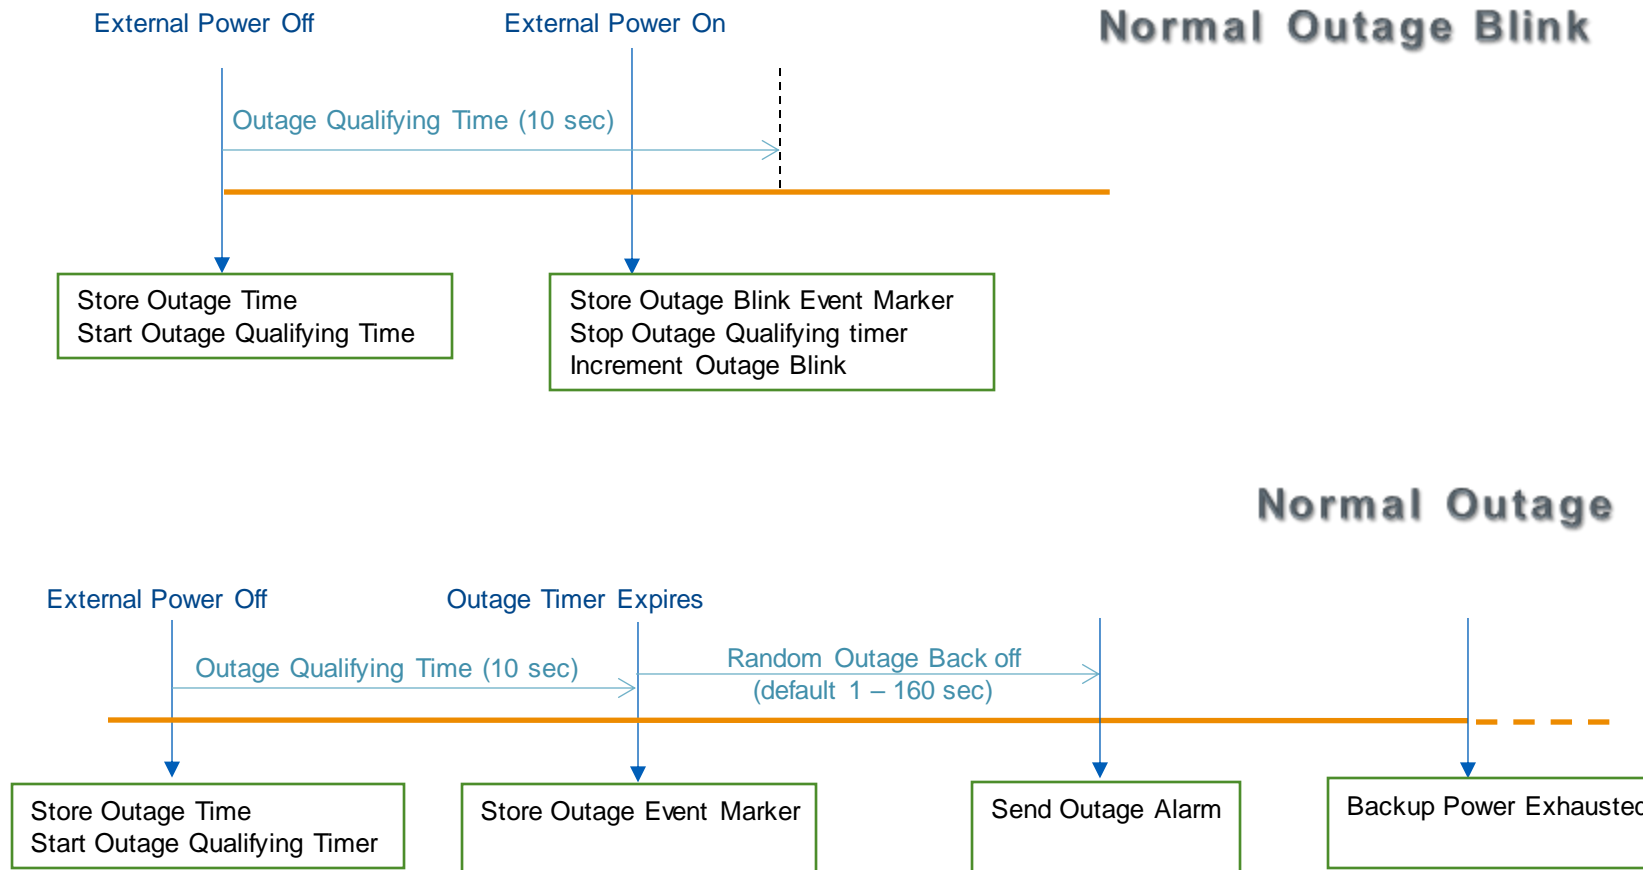 Normal Outage Blink
External Power Off
External Power On
Outage Qualifying Time (10 sec)
Store Outage Time
Start Outage Qualifying Time
Store Outage Blink Event Marker
Stop Outage Qualifying timer
Increment Outage Blink
Normal Outage
External Power Off
Outage Timer Expires
Outage Qualifying Time (10 sec)
Random Outage Back off
(default 1 – 160 sec)
Store Outage Time
Start Outage Qualifying Timer
Store Outage Event Marker
Send Outage Alarm
Backup Power Exhausted